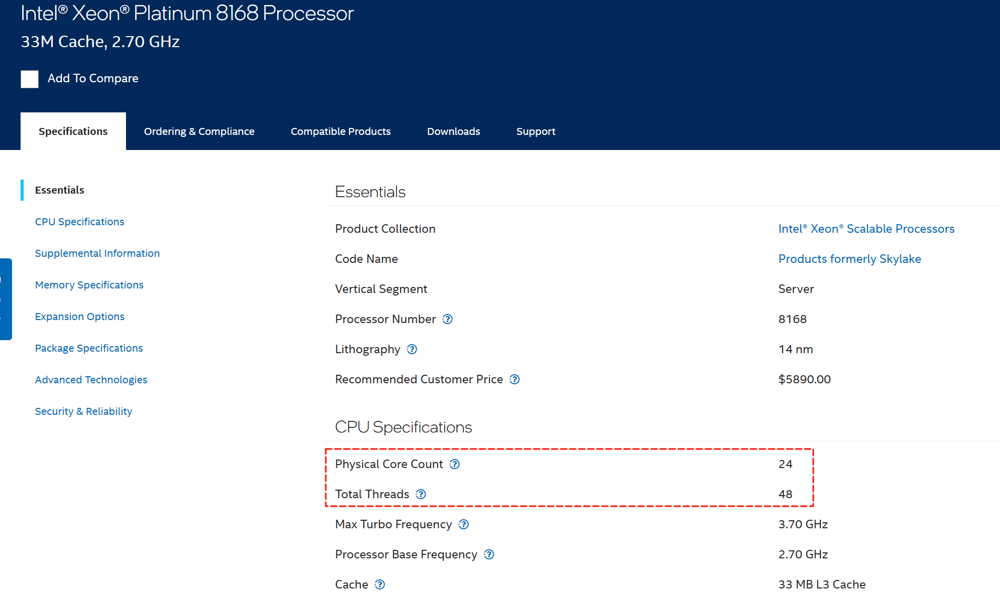 Intel® Xeon® Platinum 8168 Processor
33M Cache, 2.70 GHz
Add To Compare
Specifications Ordering & Compliance Compatible Products Downloads Support
Essentials
CPU Specifications
Supplemental Information
Memory Specifications
Expansion Options
Package Specifications
Advanced Technologies
Security & Reliability
Essentials
Product Collection Intel® Xeon® Scalable Processors
Code Name Products formerly Skylake
Vertical Segment Server
Processor Number 8168
Lithography 14 nm
Recommended Customer Price $5890.00
CPU Specifications
Physical Core Count 24
Total Threads 48
Max Turbo Frequency 3.70 GHz
Processor Base Frequency 2.70 GHz
Cache 33 MB L3 Cache